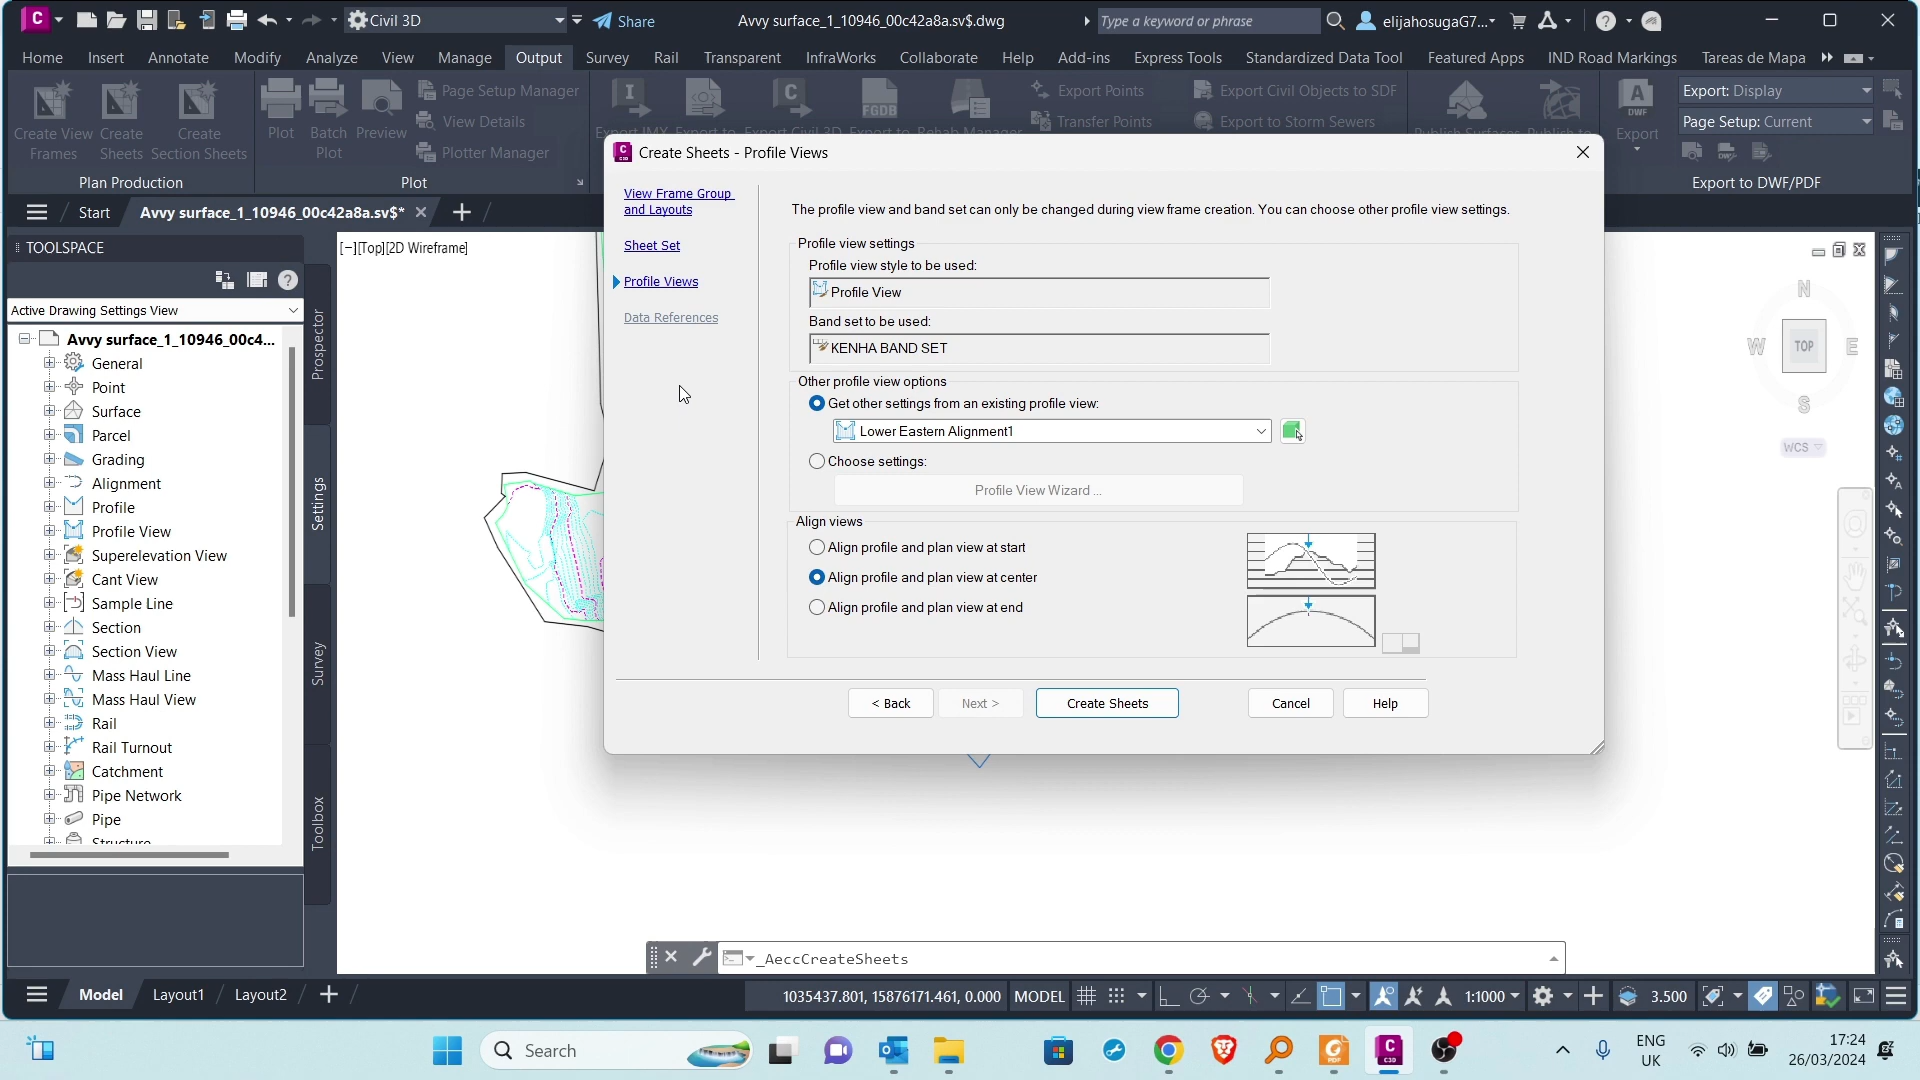 Civil 3D
Share
Avvy surface_1_10946_00c42a8a.sv$.dwg
Type a keyword or phrase
elijahosugaG7...
Home Insert Annotate Modify Analyze View Manage Output Survey Rail Transparent InfraWorks Collaborate Help Add-ins Express Tools Standardized Data Tool Featured Apps IND Road Markings Tareas de Mapa
Create View Frames
Create Sheets
Create Section Sheets
Plot
Batch Plot
Preview
Page Setup Manager
View Details
Plotter Manager
Export Points
Transfer Points
Export Civil Objects to SDF
Export to Storm Sewers
Export
Export: Display
Page Setup: Current
Plan Production
Plot
Export to DWF/PDF
Start
Avvy surface_1_10946_00c42a8a.sv$*
TOOLSPACE
Active Drawing Settings View
Avvy surface_1_10946_00c4...
General
Point
Surface
Parcel
Grading
Alignment
Profile
Profile View
Superelevation View
Cant View
Sample Line
Section
Section View
Mass Haul Line
Mass Haul View
Rail
Rail Turnout
Catchment
Pipe Network
Pipe
Structure
Prospector
Settings
Survey
Toolbox
[−][Top][2D Wireframe]
Create Sheets - Profile Views
View Frame Group
and Layouts
Sheet Set
Profile Views
Data References
The profile view and band set can only be changed during view frame creation. You can choose other profile view settings.
Profile view settings
Profile view style to be used:
Profile View
Band set to be used:
KENHA BAND SET
Other profile view options
Get other settings from an existing profile view:
Lower Eastern Alignment1
Choose settings:
Profile View Wizard ...
Align views
Align profile and plan view at start
Align profile and plan view at center
Align profile and plan view at end
< Back
Next >
Create Sheets
Cancel
Help
N
W
TOP
E
S
WCS
_AeccCreateSheets
Model
Layout1
Layout2
1035437.801, 15876171.461, 0.000
MODEL
1:1000
3.500
Search
ENG
UK
17:24
26/03/2024